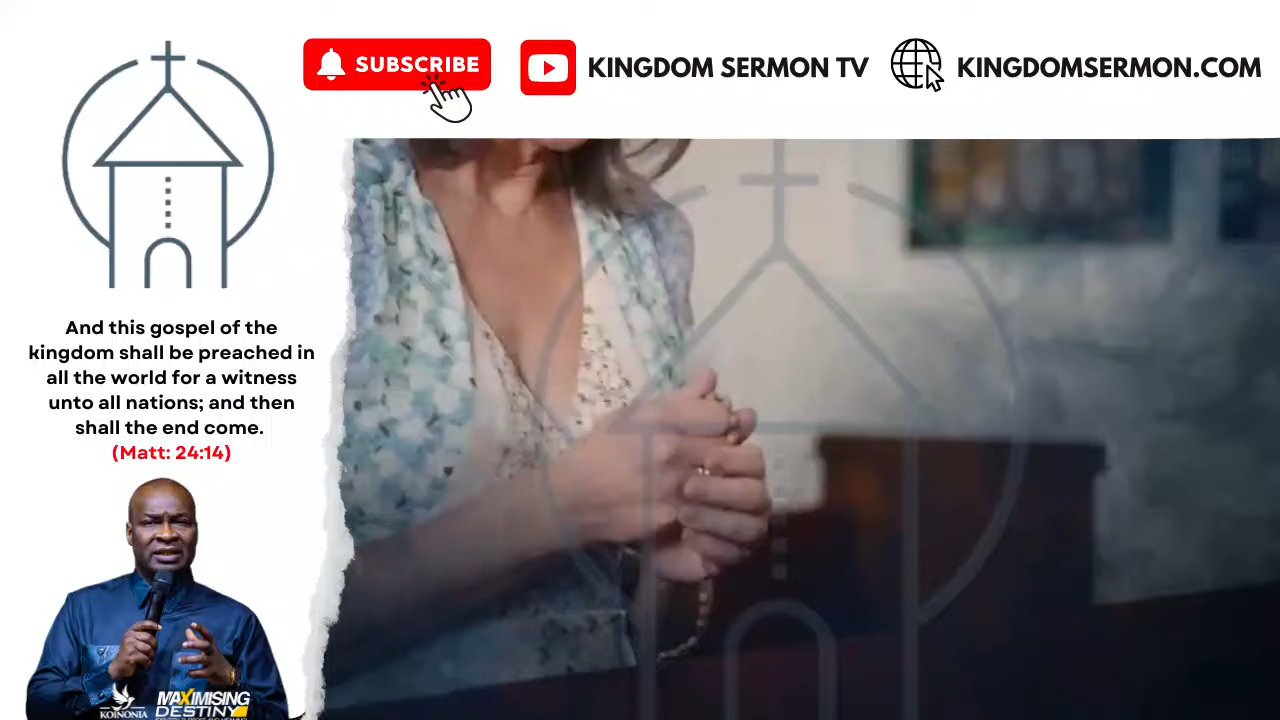 SUBSCRIBE
KINGDOM SERMON TV
KINGDOMSERMON.COM
And this gospel of the
kingdom shall be preached in
all the world for a witness
unto all nations; and then
shall the end come.
(Matt: 24:14)
KOINONIA
MAXIMISING
DESTINY